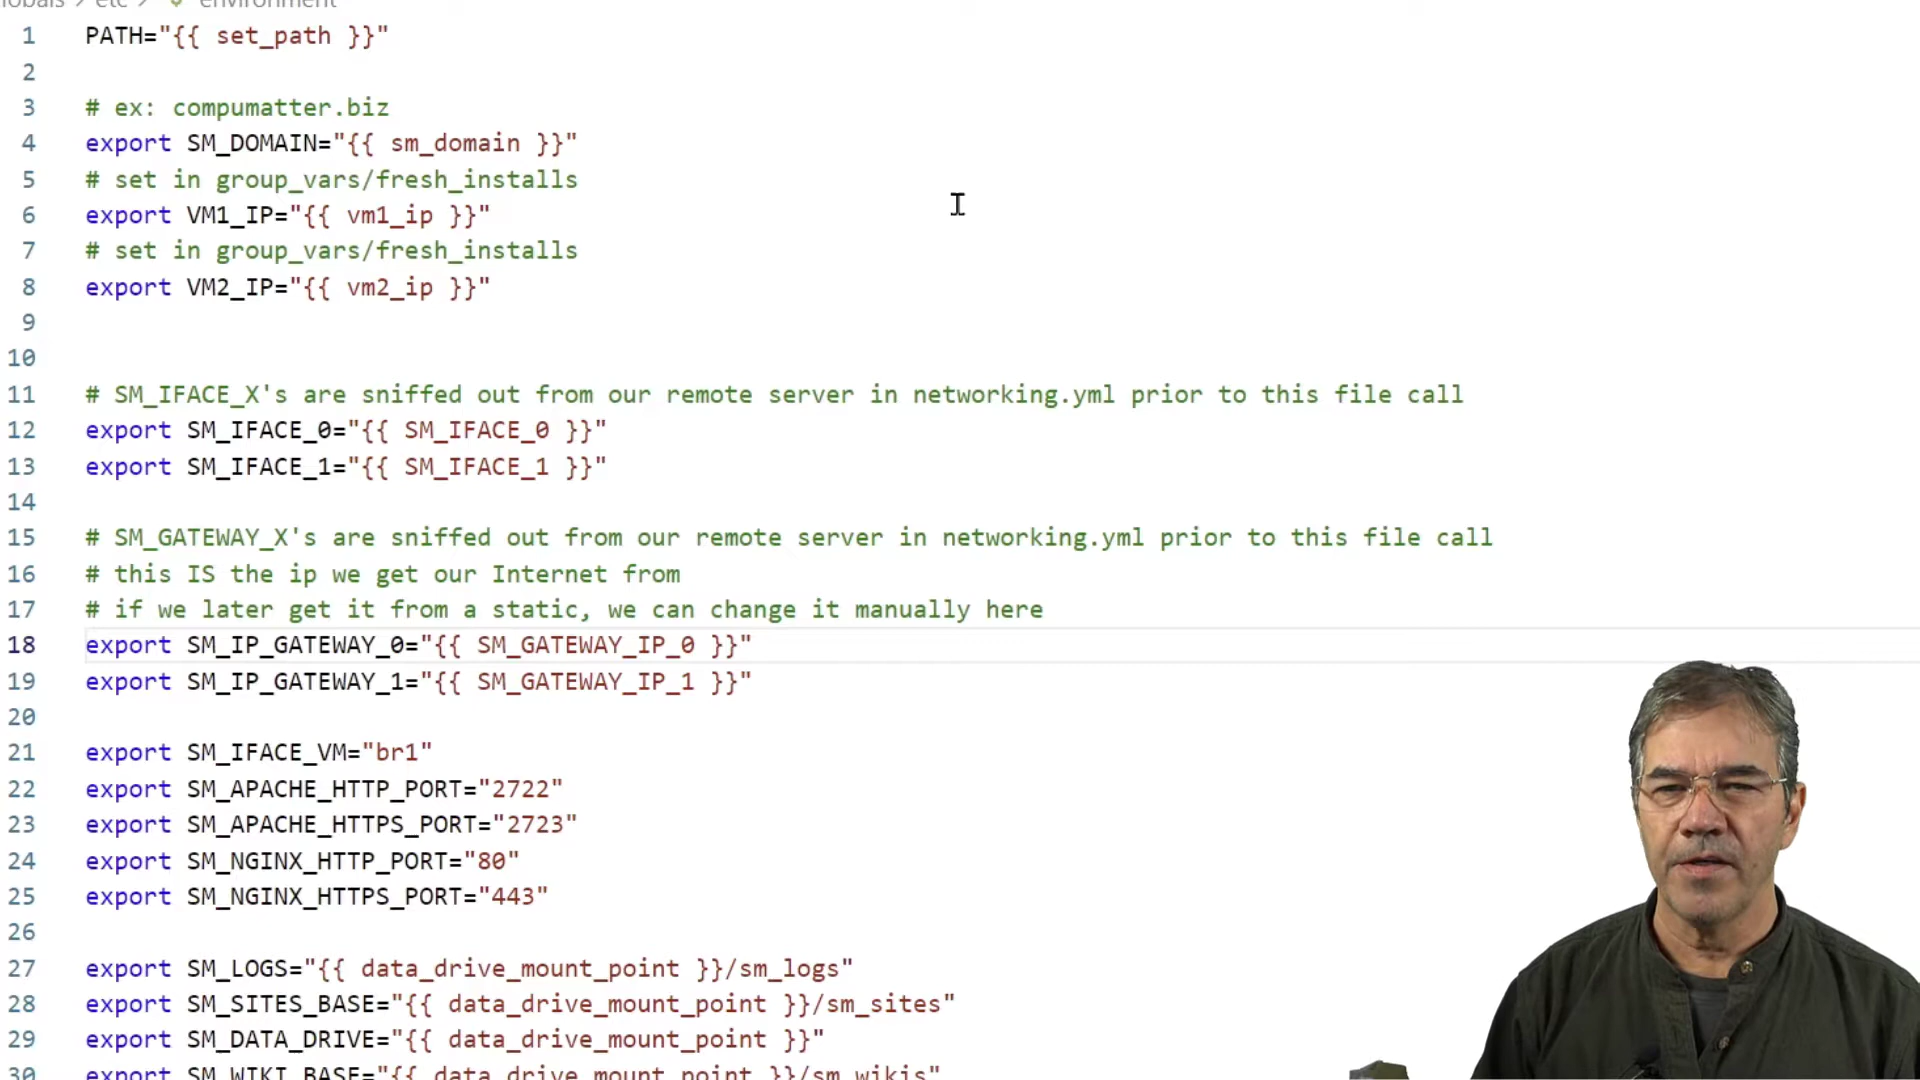 etc > environment
1 PATH="{{ set_path }}"
2
3 # ex: compumatter.biz
4 export SM_DOMAIN="{{ sm_domain }}"
5 # set in group_vars/fresh_installs
6 export VM1_IP="{{ vm1_ip }}"
7 # set in group_vars/fresh_installs
8 export VM2_IP="{{ vm2_ip }}"
9
10
11 # SM_IFACE_X's are sniffed out from our remote server in networking.yml prior to this file call
12 export SM_IFACE_0="{{ SM_IFACE_0 }}"
13 export SM_IFACE_1="{{ SM_IFACE_1 }}"
14
15 # SM_GATEWAY_X's are sniffed out from our remote server in networking.yml prior to this file call
16 # this IS the ip we get our Internet from
17 # if we later get it from a static, we can change it manually here
18 export SM_IP_GATEWAY_0="{{ SM_GATEWAY_IP_0 }}"
19 export SM_IP_GATEWAY_1="{{ SM_GATEWAY_IP_1 }}"
20
21 export SM_IFACE_VM="br1"
22 export SM_APACHE_HTTP_PORT="2722"
23 export SM_APACHE_HTTPS_PORT="2723"
24 export SM_NGINX_HTTP_PORT="80"
25 export SM_NGINX_HTTPS_PORT="443"
26
27 export SM_LOGS="{{ data_drive_mount_point }}/sm_logs"
28 export SM_SITES_BASE="{{ data_drive_mount_point }}/sm_sites"
29 export SM_DATA_DRIVE="{{ data_drive_mount_point }}"
30 export SM_WIKI_BASE="{{ data_drive_mount_point }}/sm_wikis"